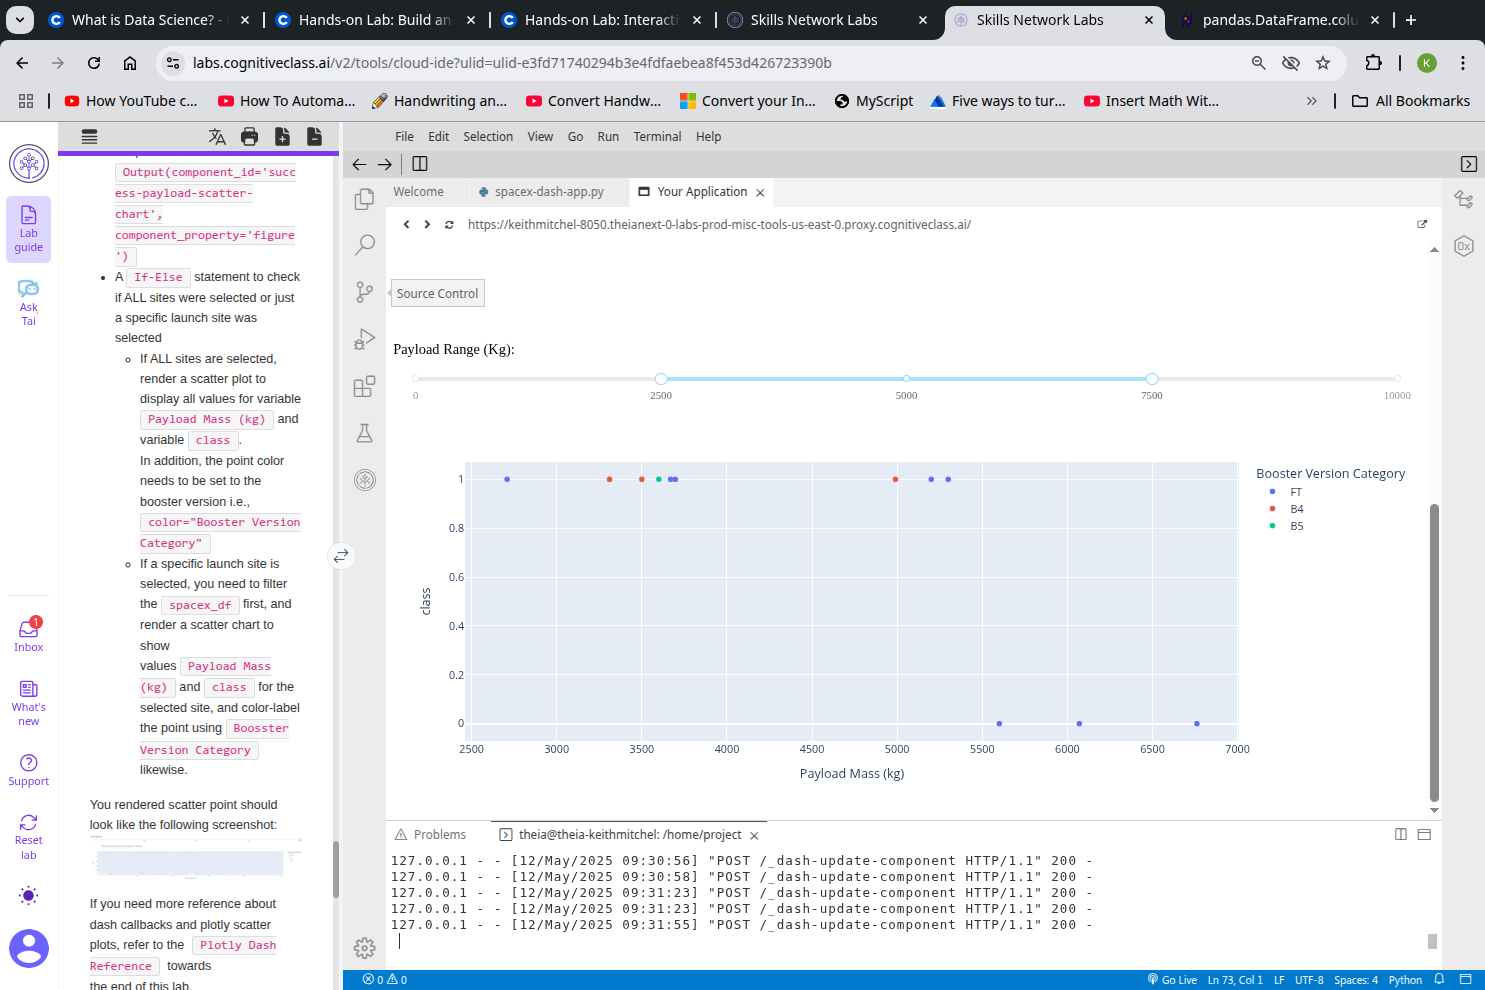 What is Data Science? -
Hands-on Lab: Build an
Hands-on Lab: Interacti
Skills Network Labs
Skills Network Labs
pandas.DataFrame.colu
labs.cognitiveclass.ai/v2/tools/cloud-ide?ulid=ulid-e3fd71740294b3e4fdfaebea8f453d426723390b
K
How YouTube c...
How To Automa...
Handwriting an...
Convert Handw...
Convert your In...
MyScript
Five ways to tur...
Insert Math Wit...
All Bookmarks
Lab
guide
Ask
Tai
1
Inbox
What's
new
Support
Reset
lab
Output(component_id='succ
ess-payload-scatter-
chart',
component_property='figure
')
A If-Else statement to check
if ALL sites were selected or just
a specific launch site was
selected
If ALL sites are selected,
render a scatter plot to
display all values for variable
Payload Mass (kg) and
variable class .
In addition, the point color
needs to be set to the
booster version i.e.,
color="Booster Version
Category"
If a specific launch site is
selected, you need to filter
the spacex_df first, and
render a scatter chart to
show
values Payload Mass
(kg) and class for the
selected site, and color-label
the point using Boosster
Version Category
likewise.
You rendered scatter point should
look like the following screenshot:
If you need more reference about
dash callbacks and plotly scatter
plots, refer to the Plotly Dash
Reference towards
the end of this lab.
File Edit Selection View Go Run Terminal Help
Welcome
spacex-dash-app.py
Your Application
https://keithmitchel-8050.theianext-0-labs-prod-misc-tools-us-east-0.proxy.cognitiveclass.ai/
Source Control
Payload Range (Kg):
0 2500 5000 7500 10000
Booster Version Category
FT
B4
B5
1
0.8
0.6
0.4
0.2
0
class
2500 3000 3500 4000 4500 5000 5500 6000 6500 7000
Payload Mass (kg)
Problems
theia@theia-keithmitchel: /home/project
127.0.0.1 - - [12/May/2025 09:30:56] "POST /_dash-update-component HTTP/1.1" 200 -
127.0.0.1 - - [12/May/2025 09:30:58] "POST /_dash-update-component HTTP/1.1" 200 -
127.0.0.1 - - [12/May/2025 09:31:23] "POST /_dash-update-component HTTP/1.1" 200 -
127.0.0.1 - - [12/May/2025 09:31:23] "POST /_dash-update-component HTTP/1.1" 200 -
127.0.0.1 - - [12/May/2025 09:31:55] "POST /_dash-update-component HTTP/1.1" 200 -
0 0
Go Live Ln 73, Col 1 LF UTF-8 Spaces: 4 Python